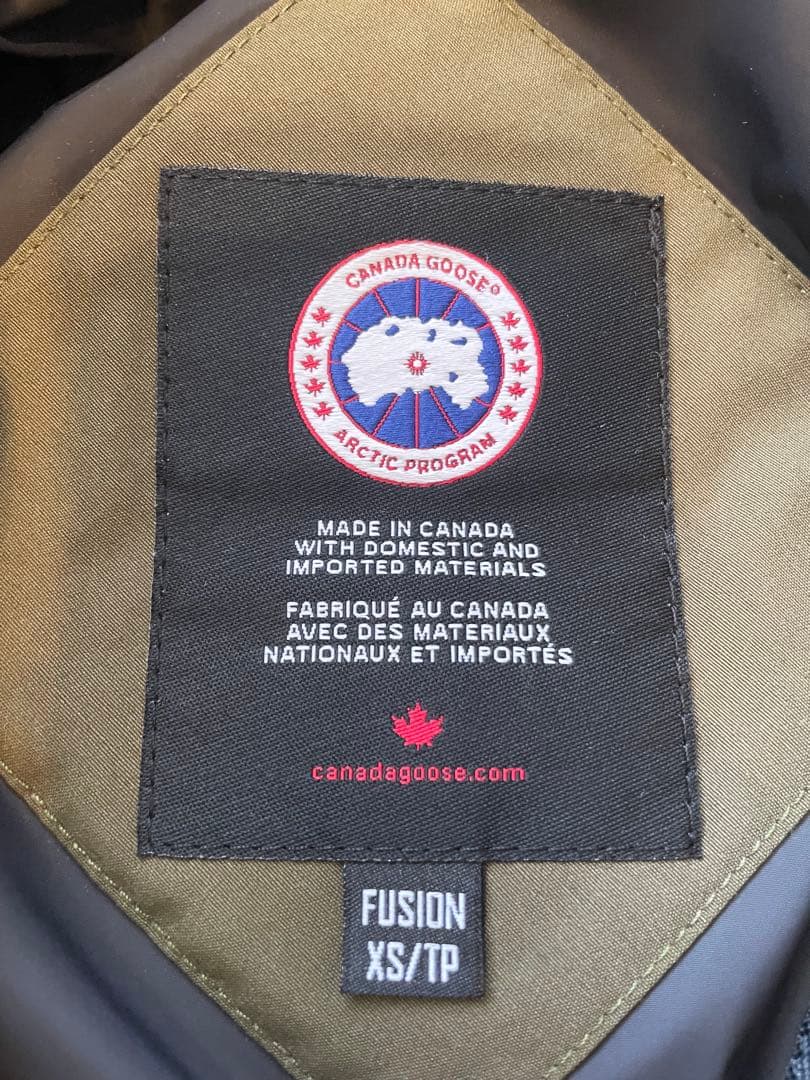 CANADA GOOSE®
ARCTIC PROGRAM
MADE IN CANADA
WITH DOMESTIC AND
IMPORTED MATERIALS
FABRIQUÉ AU CANADA
AVEC DES MATERIAUX
NATIONAUX ET IMPORTÉS
canadagoose.com
FUSION
XS/TP